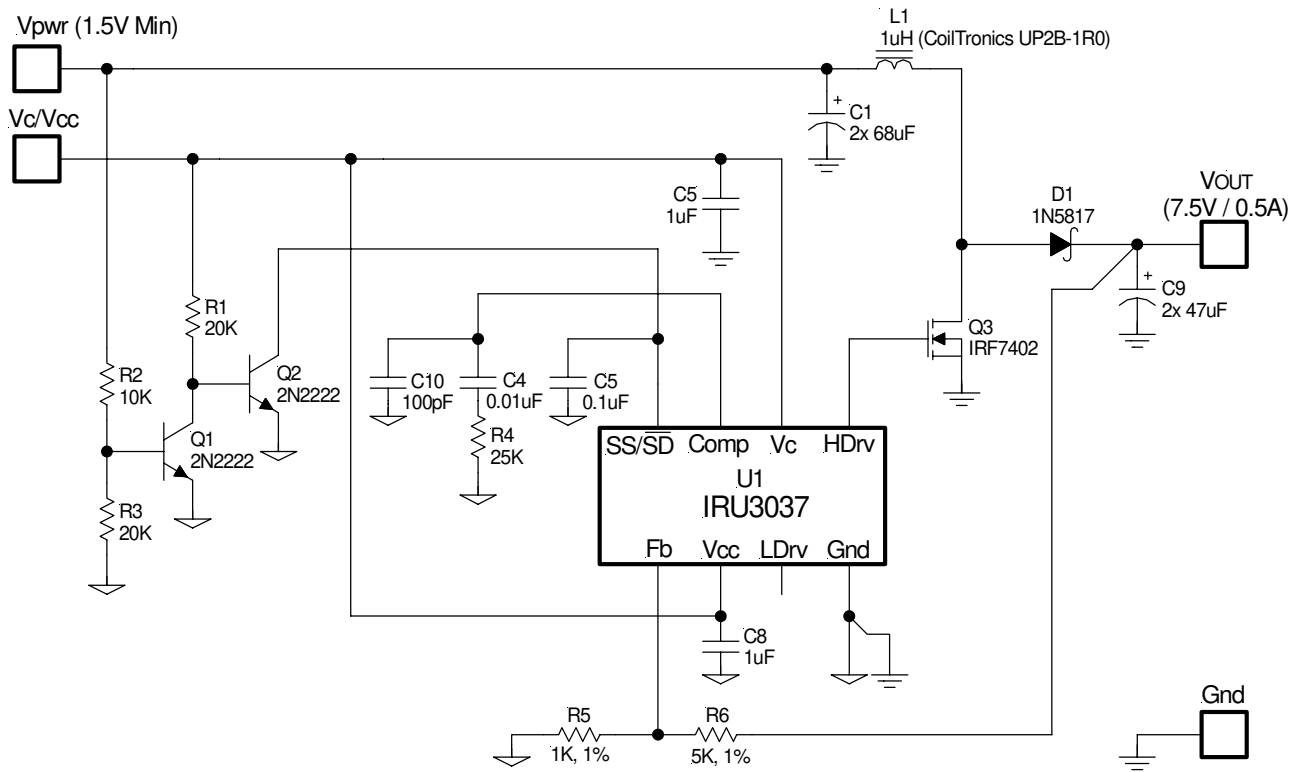 Vpwr (1.5V Min)
L1
1uH (CoilTronics UP2B-1R0)
Vc/Vcc
+
C1
2x 68uF
C5
1uF
D1
1N5817
VOUT
(7.5V / 0.5A)
R1
20K
+
C9
2x 47uF
Q3
IRF7402
R2
10K
Q2
2N2222
C10
100pF
C4
0.01uF
C5
0.1uF
Q1
2N2222
R4
25K
SS/SD Comp Vc HDrv
U1
IRU3037
R3
20K
Fb Vcc LDrv Gnd
C8
1uF
R5
1K, 1%
R6
5K, 1%
Gnd